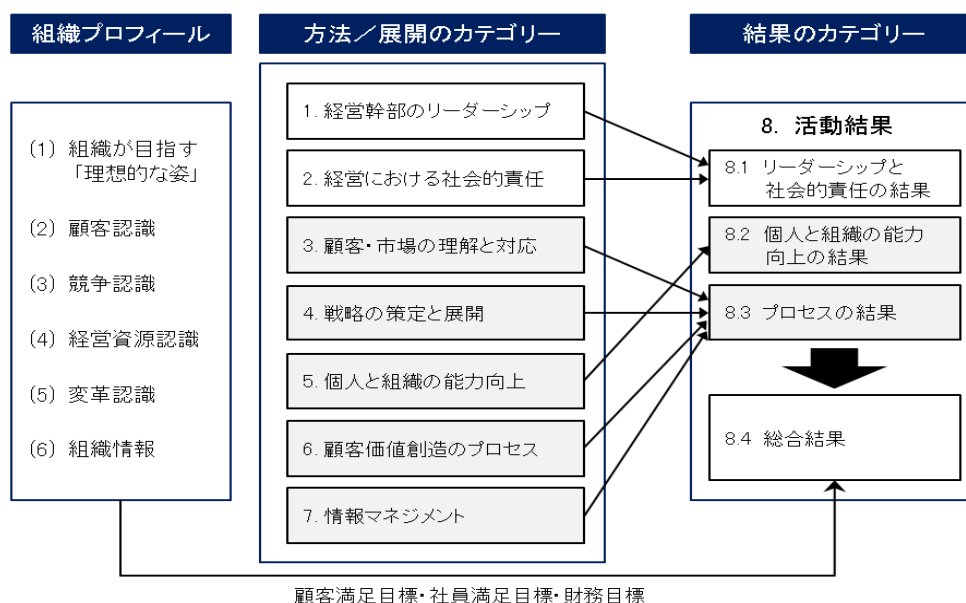 組織プロフィール
(1) 組織が目指す
「理想的な姿」
(2) 顧客認識
(3) 競争認識
(4) 経営資源認識
(5) 変革認識
(6) 組織情報
方法／展開のカテゴリー
1. 経営幹部のリーダーシップ
2. 経営における社会的責任
3. 顧客・市場の理解と対応
4. 戦略の策定と展開
5. 個人と組織の能力向上
6. 顧客価値創造のプロセス
7. 情報マネジメント
結果のカテゴリー
8. 活動結果
8.1 リーダーシップと
社会的責任の結果
8.2 個人と組織の能力
向上の結果
8.3 プロセスの結果
8.4 総合結果
顧客満足目標・社員満足目標・財務目標